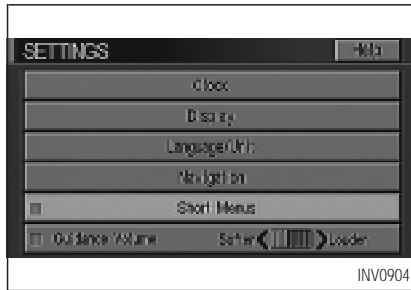 SETTINGS Help
Clock
Display
Language/Unit
Navigation
Short Menus
Guidance Volume Softer Louder
INV0904